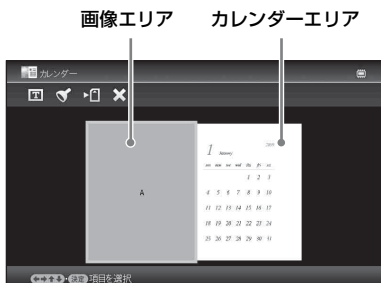 画像エリア カレンダーエリア
カレンダー
T
A
1 January 2009
sun mon tue wed thu fri sat
1 2 3
4 5 6 7 8 9 10
11 12 13 14 15 16 17
18 19 20 21 22 23 24
25 26 27 28 29 30 31
決定 項目を選択